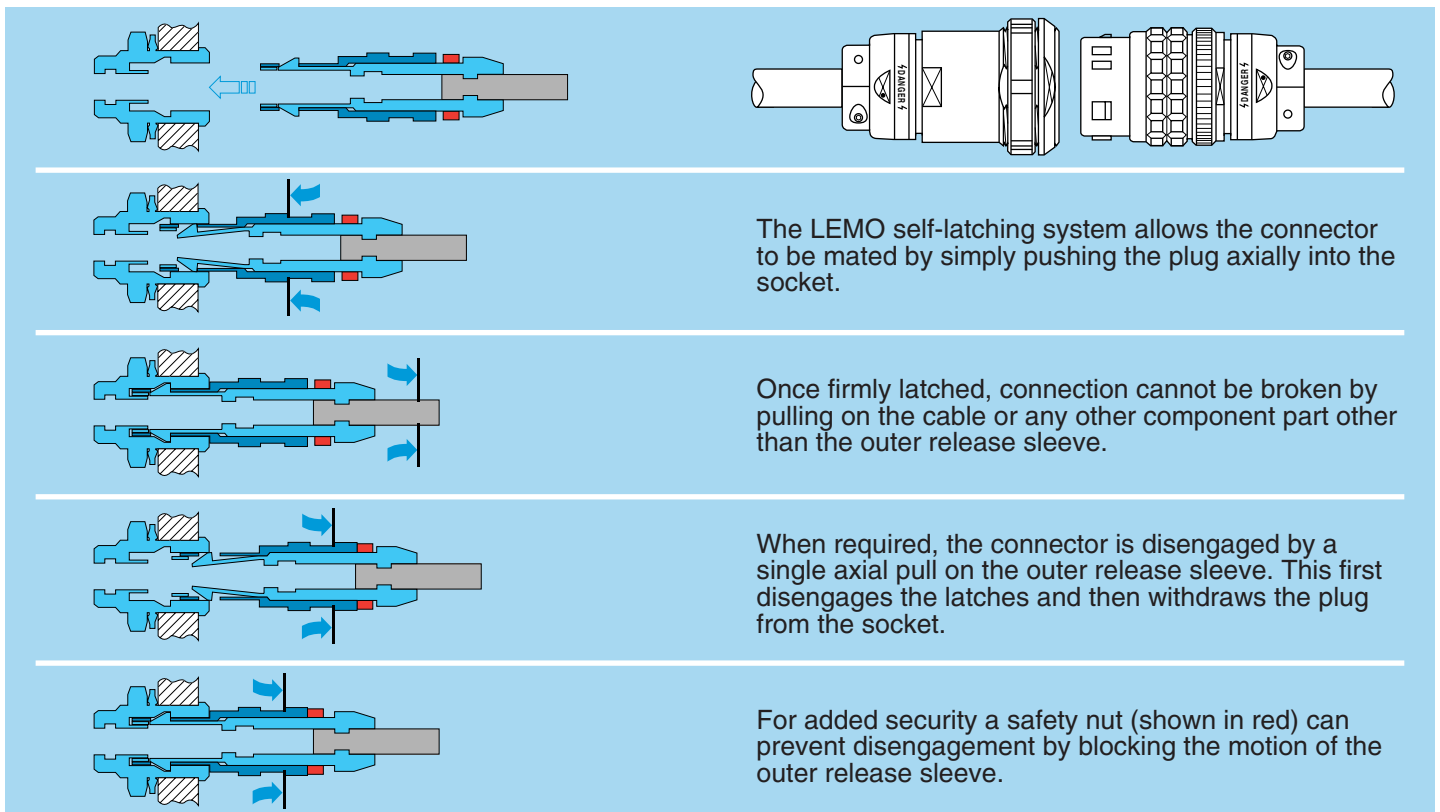 ⚡DANGER⚡
⚡DANGER⚡
The LEMO self-latching system allows the connector
to be mated by simply pushing the plug axially into the
socket.
Once firmly latched, connection cannot be broken by
pulling on the cable or any other component part other
than the outer release sleeve.
When required, the connector is disengaged by a
single axial pull on the outer release sleeve. This first
disengages the latches and then withdraws the plug
from the socket.
For added security a safety nut (shown in red) can
prevent disengagement by blocking the motion of the
outer release sleeve.